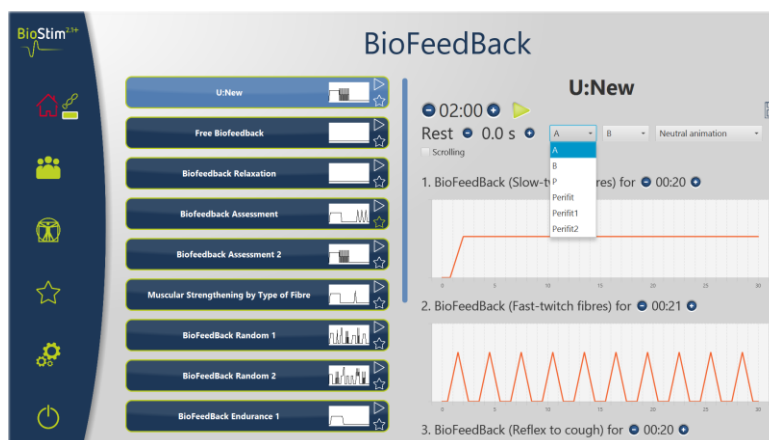 BioStim 2.1+
BioFeedBack
U:New
Free Biofeedback
Biofeedback Relaxation
Biofeedback Assessment
Biofeedback Assessment 2
Muscular Strengthening by Type of Fibre
BioFeedBack Random 1
BioFeedBack Random 2
BioFeedBack Endurance 1
U:New
02:00
Rest 0.0 s A B Neutral animation
Scrolling
A
B
P
Perifit
Perifit1
Perifit2
1. BioFeedBack (Slow-tw res) for 00:20
0 5 10 15 20 25 30
2. BioFeedBack (Fast-twitch fibres) for 00:21
0 5 10 15 20 25 30
3. BioFeedBack (Reflex to cough) for 00:20